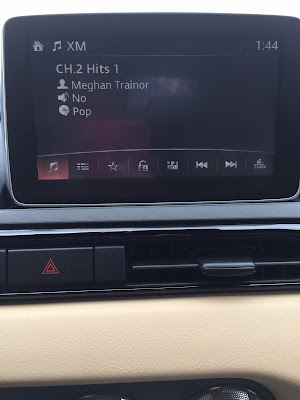 XM 1:44
CH.2 Hits 1
Meghan Trainor
No
Pop